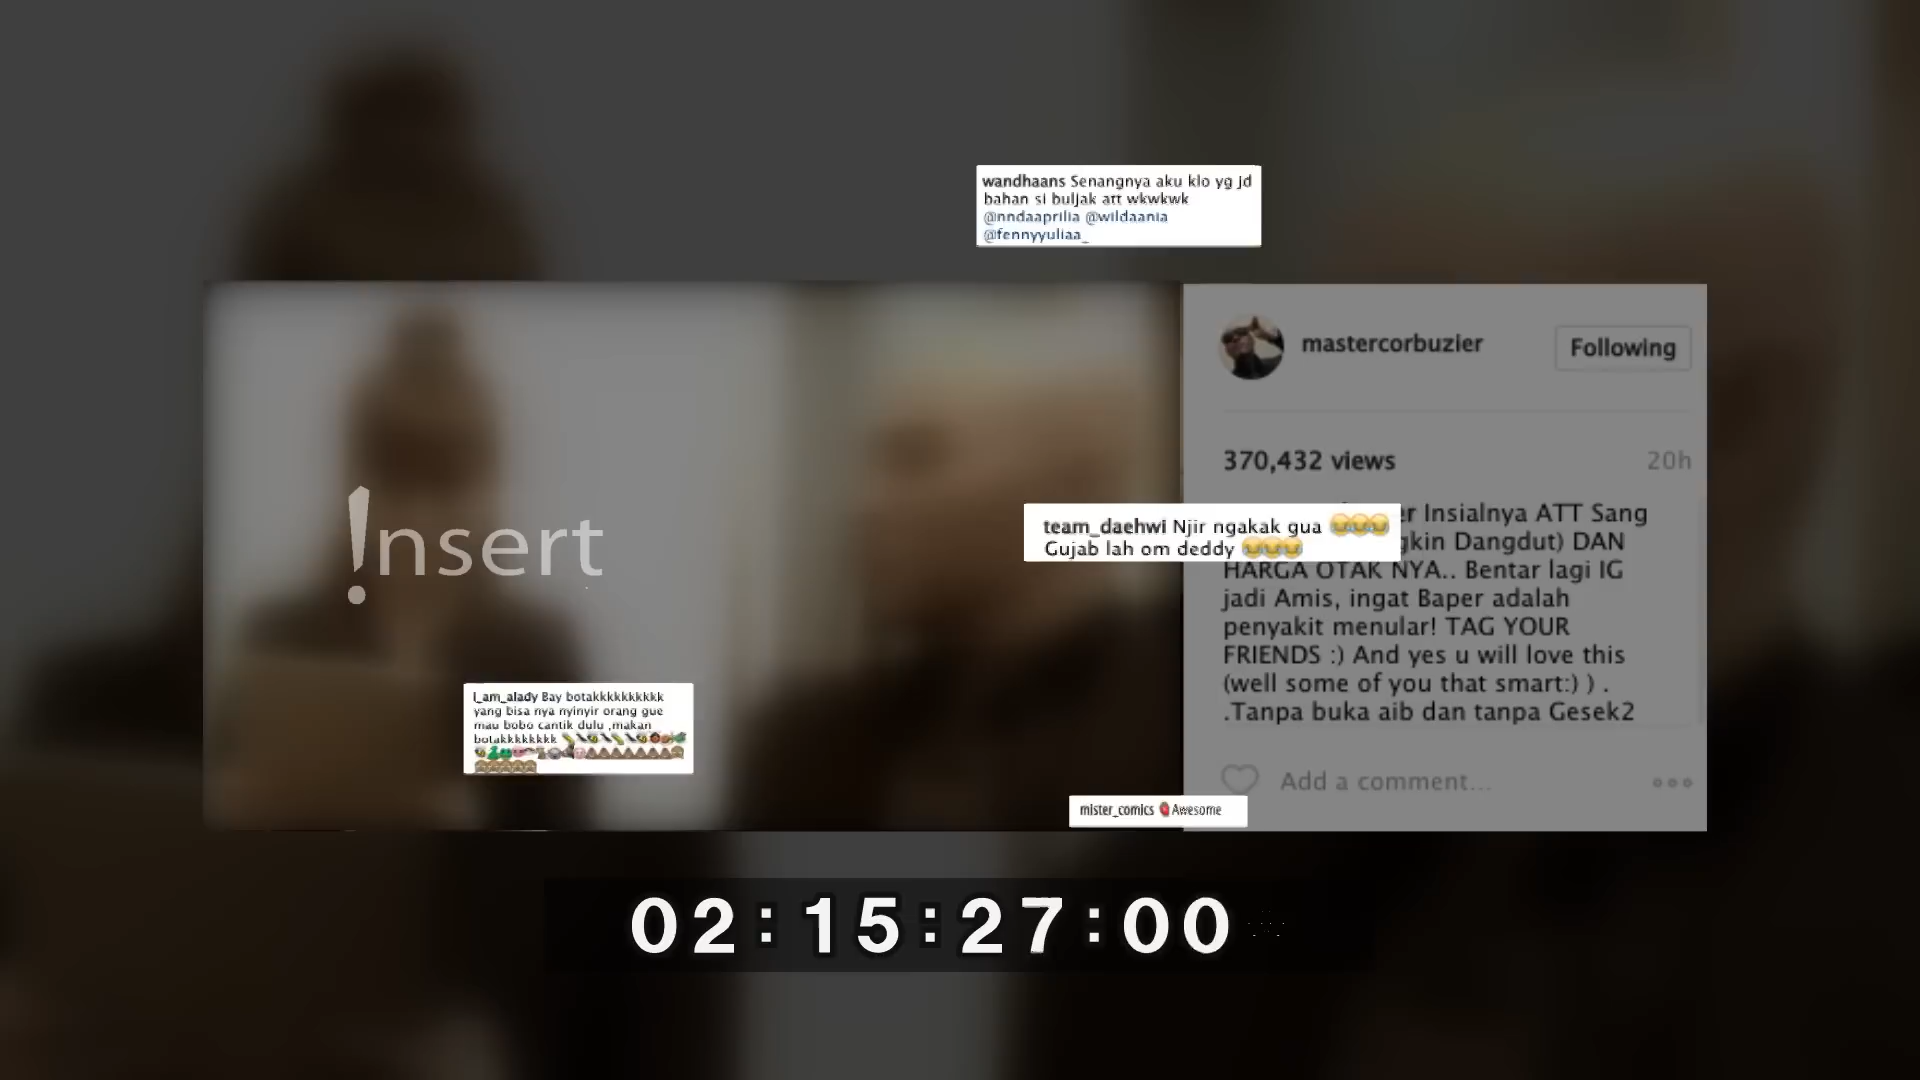 wandhaans Senangnya aku klo yg jd
bahan si buljak att wkwkwk
@nndaaprilia @wildaania
@fennyyuliaa_
mastercorbuzier
Following
370,432 views
20h
er Insialnya ATT Sang
gkin Dangdut) DAN
HARGA OTAK NYA.. Bentar lagi IG
jadi Amis, ingat Baper adalah
penyakit menular! TAG YOUR
FRIENDS :) And yes u will love this
(well some of you that smart:) ) .
.Tanpa buka aib dan tanpa Gesek2
Add a comment...
team_daehwi Njir ngakak gua 😂😂😂
Gujab lah om deddy 😂😂😂
!nsert
i_am_alady Bay botakkkkkkkkkk
yang bisa nya nyinyir orang gue
mau bobo cantik dulu ,makan
botakkkkkkkk
mister_comics Awesome
02:15:27:00